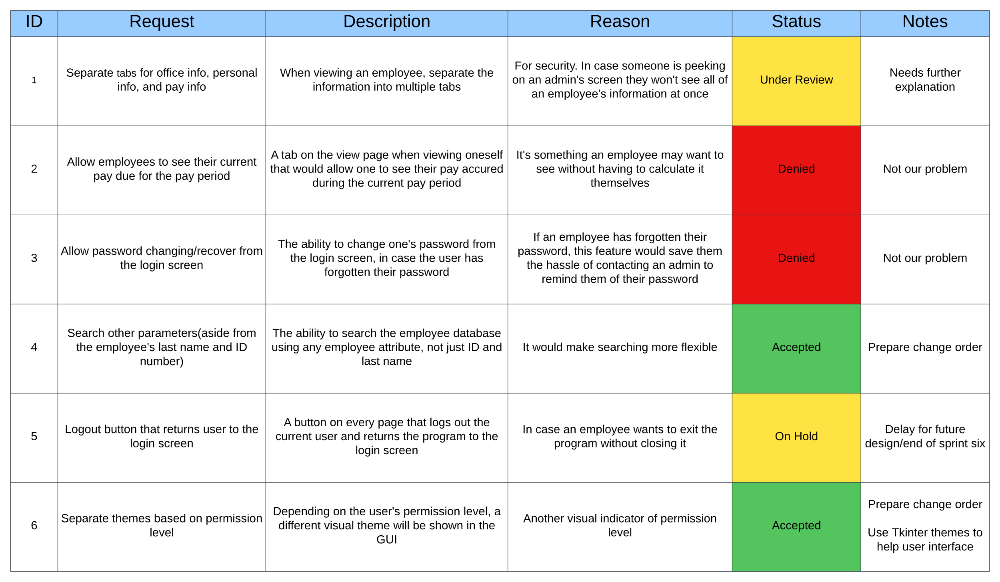 ID
Request
Description
Reason
Status
Notes
1
Separate tabs for office info, personal
info, and pay info
When viewing an employee, separate the
information into multiple tabs
For security. In case someone is peeking
on an admin's screen they won't see all of
an employee's information at once
Under Review
Needs further
explanation
2
Allow employees to see their current
pay due for the pay period
A tab on the view page when viewing oneself
that would allow one to see their pay accured
during the current pay period
It's something an employee may want to
see without having to calculate it
themselves
Denied
Not our problem
3
Allow password changing/recover from
the login screen
The ability to change one's password from
the login screen, in case the user has
forgotten their password
If an employee has forgotten their
password, this feature would save them
the hassle of contacting an admin to
remind them of their password
Denied
Not our problem
4
Search other parameters(aside from
the employee's last name and ID
number)
The ability to search the employee database
using any employee attribute, not just ID and
last name
It would make searching more flexible
Accepted
Prepare change order
5
Logout button that returns user to the
login screen
A button on every page that logs out the
current user and returns the program to the
login screen
In case an employee wants to exit the
program without closing it
On Hold
Delay for future
design/end of sprint six
6
Separate themes based on permission
level
Depending on the user's permission level, a
different visual theme will be shown in the
GUI
Another visual indicator of permission
level
Accepted
Prepare change order
Use Tkinter themes to
help user interface